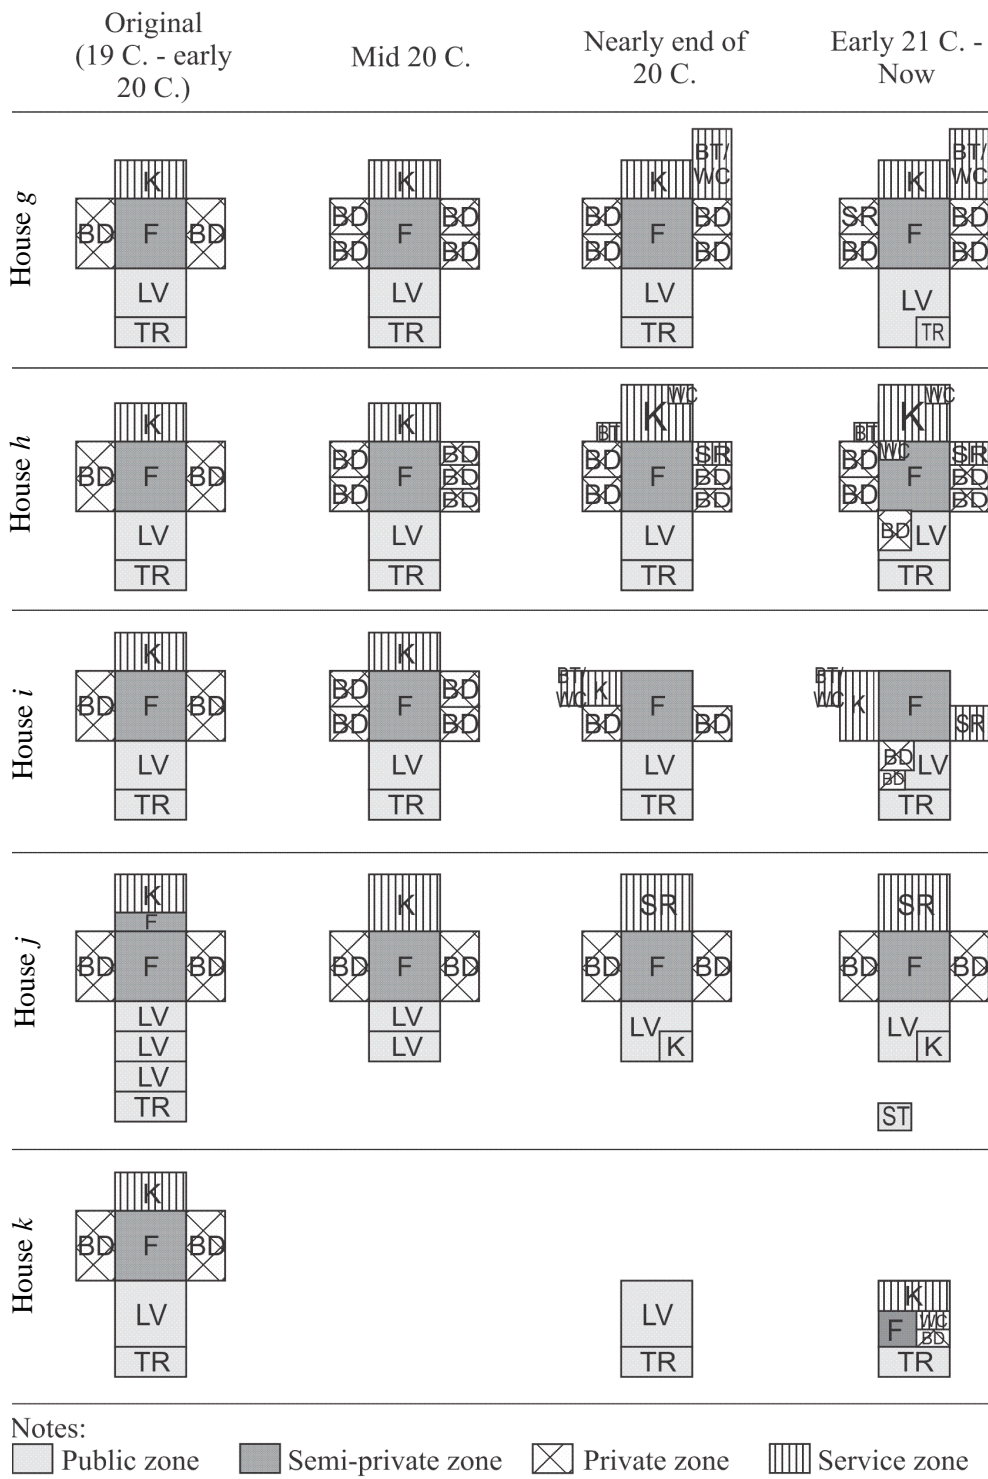 Original
(19 C. - early
20 C.)
Mid 20 C.
Nearly end of
20 C.
Early 21 C. -
Now
House g
K
BD F BD
LV
TR
K
BD BD
F
BD BD
LV
TR
BT/
WC
K
BD BD
F
BD BD
LV
TR
BT/
WC
K
SR BD
F
BD BD
LV
TR
House h
K
BD F BD
LV
TR
K
BD BD
F BD
BD BD
LV
TR
WC
K
BT
BD SR
F BD
BD BD
LV
TR
WC
K
BT
WC
BD SR
F BD
BD BD
BD LV
TR
House i
K
BD F BD
LV
TR
K
BD BD
F
BD BD
LV
TR
BT/
WC K
F
BD BD
LV
TR
BT/
WC K
F
SR
BD LV
BD
TR
House j
K
F
BD F BD
LV
LV
LV
TR
K
BD F BD
LV
LV
SR
BD F BD
LV
K
SR
BD F BD
LV
K
ST
House k
K
BD F BD
LV
TR
LV
TR
K
F WC
BD
TR
Notes:
Public zone Semi-private zone Private zone Service zone